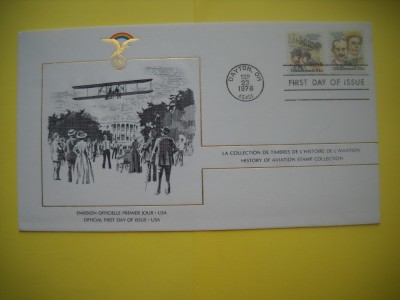 DAYTON, OH
SEP
23
1978
45401
FIRST DAY OF ISSUE
LA COLLECTION DE TIMBRES DE L'HISTOIRE DE L'AVIATION
HISTORY OF AVIATION STAMP COLLECTION
EMISSION OFFICIELLE PREMIER JOUR • USA
OFFICIAL FIRST DAY OF ISSUE • USA